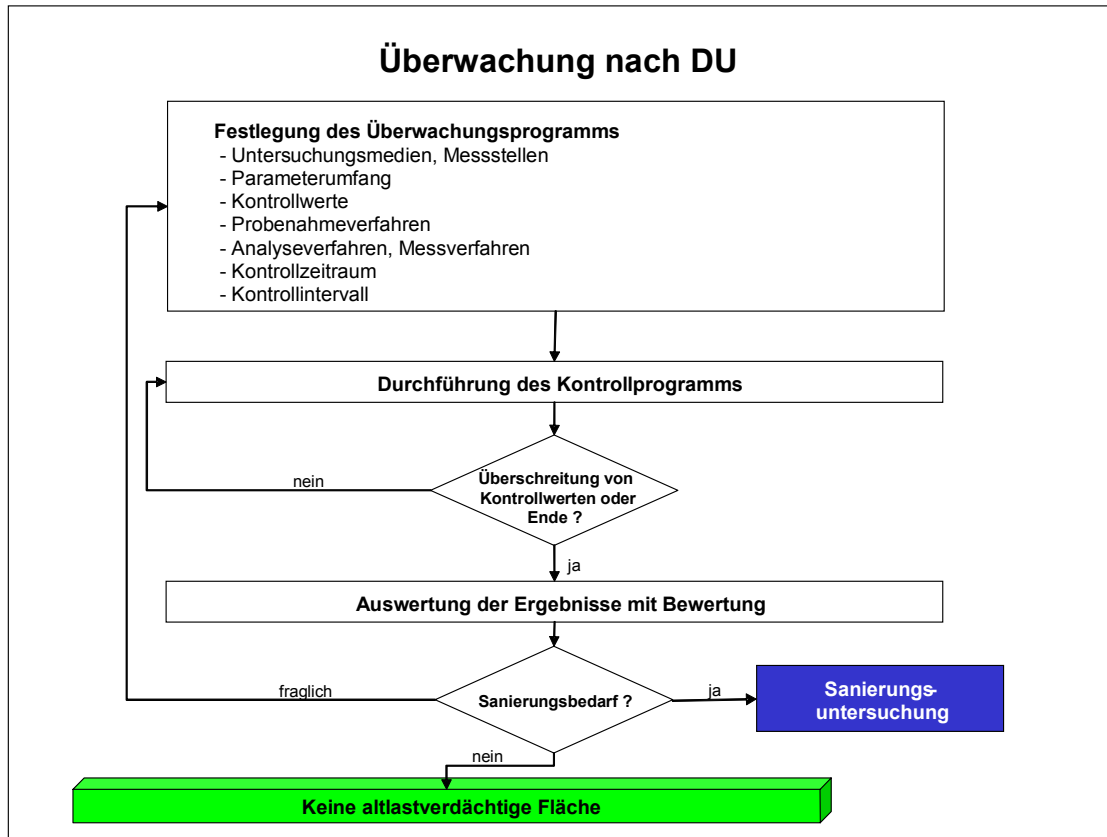 Überwachung nach DU
Festlegung des Überwachungsprogramms
- Untersuchungsmedien, Messstellen
- Parameterumfang
- Kontrollwerte
- Probenahmeverfahren
- Analyseverfahren, Messverfahren
- Kontrollzeitraum
- Kontrollintervall
Durchführung des Kontrollprogramms
nein
Überschreitung von
Kontrollwerten oder
Ende ?
ja
Auswertung der Ergebnisse mit Bewertung
fraglich
Sanierungsbedarf ?
ja
Sanierungs-
untersuchung
nein
Keine altlastverdächtige Fläche